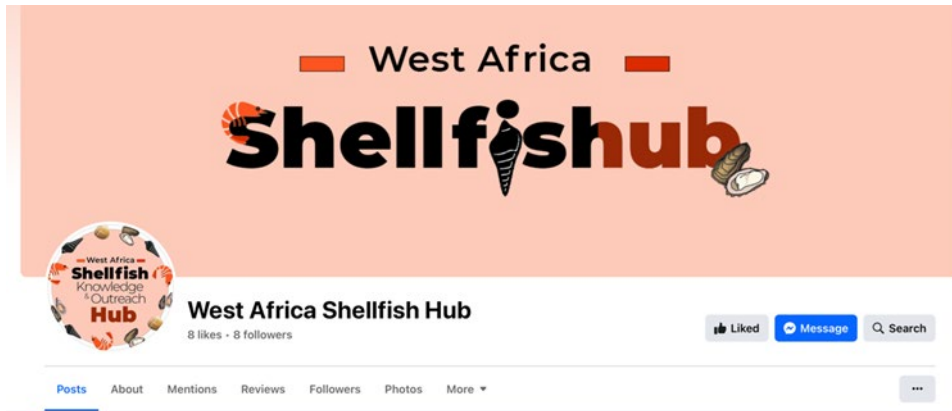 West Africa
Shellfishub
West Africa
Shellfish
Knowledge
& Outreach
Hub
West Africa Shellfish Hub
8 likes • 8 followers
Liked
Message
Search
Posts
About
Mentions
Reviews
Followers
Photos
More